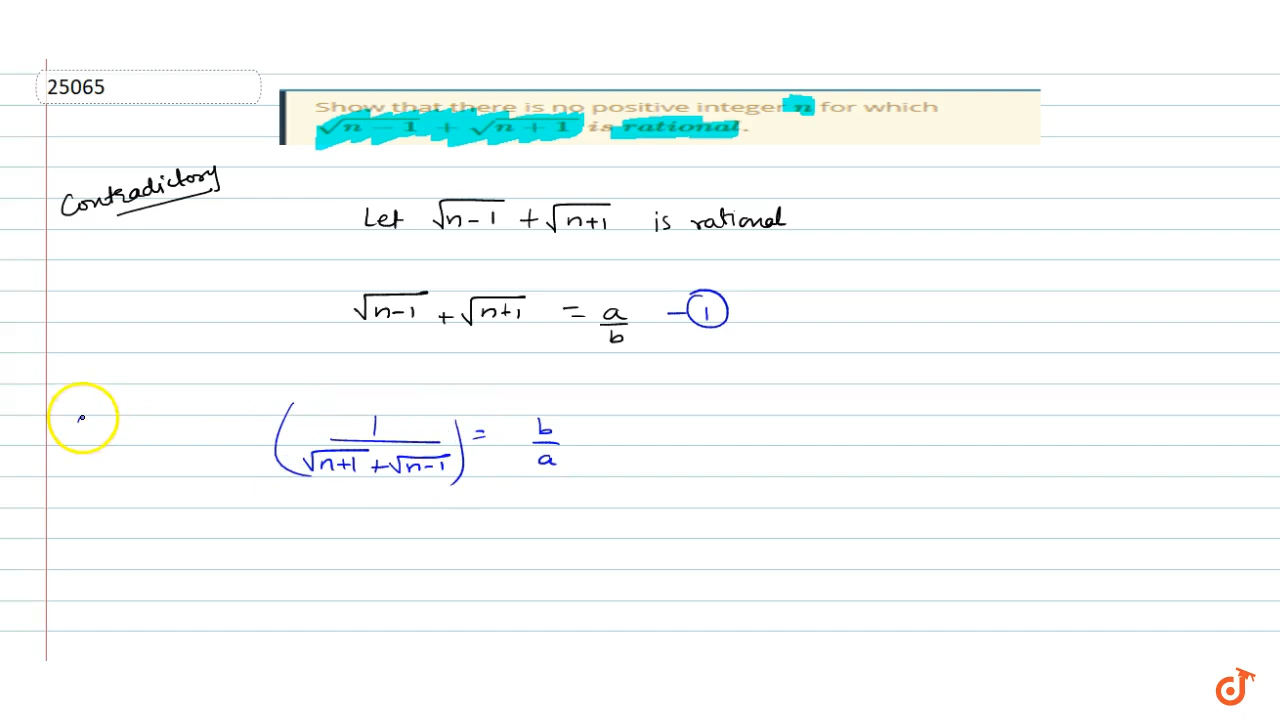 25065
Show that there is no positive integer n for which
√n − 1 + √n + 1 is rational.
Contradictory
Let √n-1 + √n+1 is rational
√n-1 + √n+1 = a/b - 1
(1/(√n+1 + √n-1)) = b/a